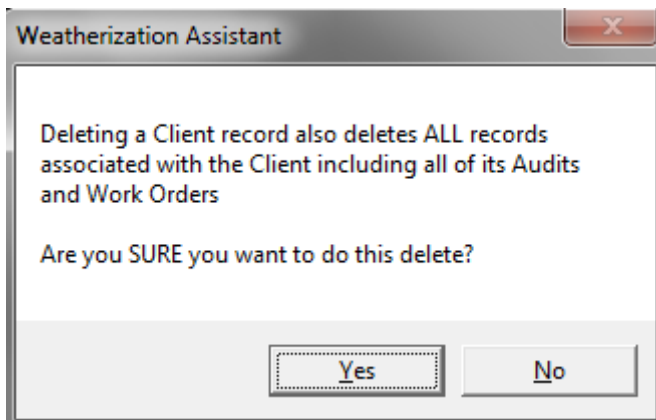 Weatherization Assistant
Deleting a Client record also deletes ALL records
associated with the Client including all of its Audits
and Work Orders
Are you SURE you want to do this delete?
Yes
No